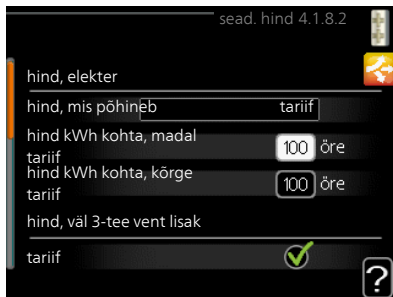 sead. hind 4.1.8.2
hind, elekter
hind, mis põhineb tariif
hind kWh kohta, madal
tariif 100 öre
hind kWh kohta, kõrge
tariif 100 öre
hind, väl 3-tee vent lisak
tariif
?